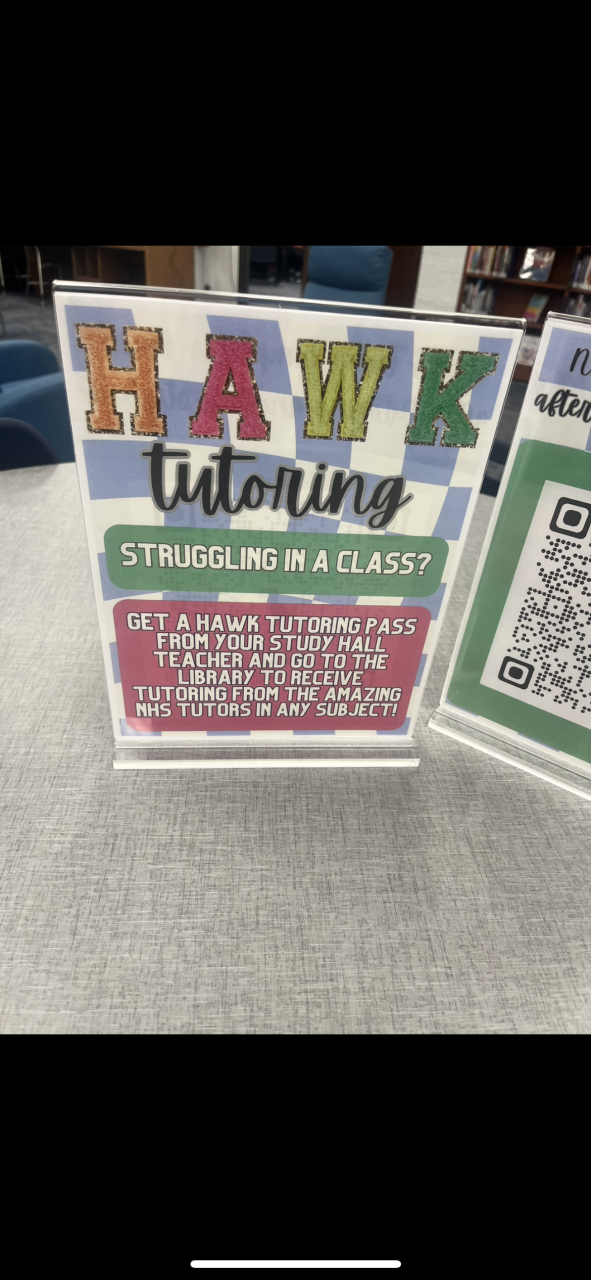 HAWK
tutoring
STRUGGLING IN A CLASS?
GET A HAWK TUTORING PASS
FROM YOUR STUDY HALL
TEACHER AND GO TO THE
LIBRARY TO RECEIVE
TUTORING FROM THE AMAZING
NHS TUTORS IN ANY SUBJECT!
after